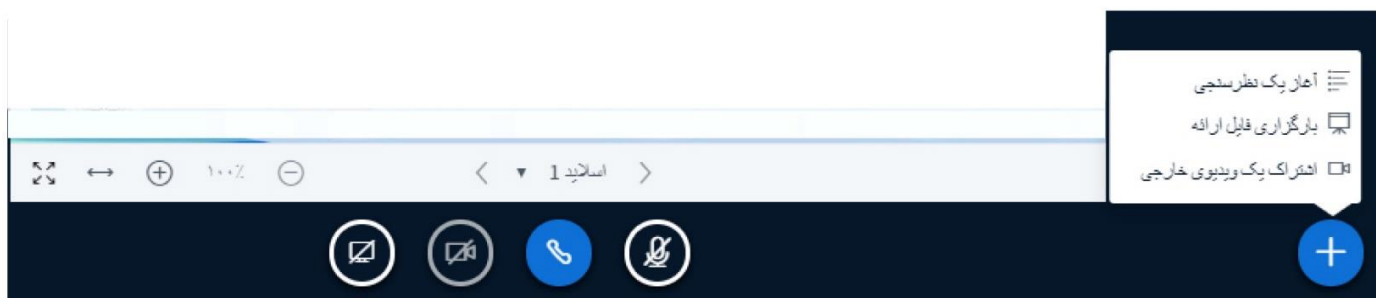 آغاز یک نظرسنجی
بارگزاری فایل ارائه
اشتراک یک ویدیوی خارجی
اسلاید 1
۱۰۰٪